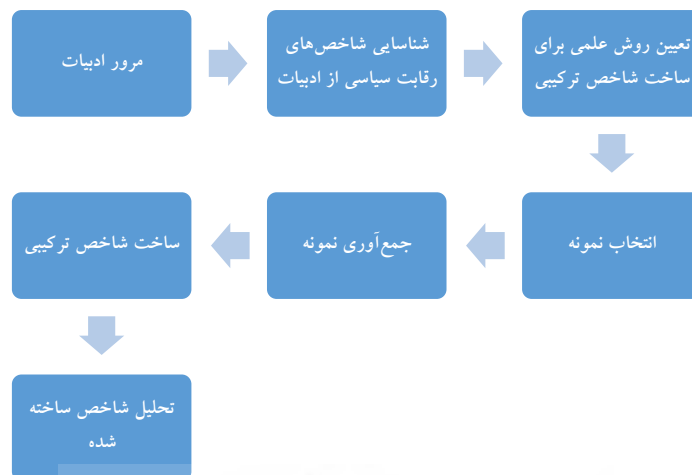 مرور ادبیات
شناسایی شاخص‌های
رقابت سیاسی از ادبیات
تعیین روش علمی برای
ساخت شاخص ترکیبی
انتخاب نمونه
جمع‌آوری نمونه
ساخت شاخص ترکیبی
تحلیل شاخص ساخته
شده